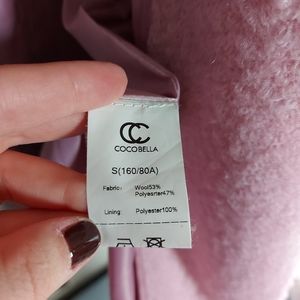 CC
COCOBELLA
S(160/80A)
Fabric: Wool53%
Polyester47%
Lining: Polyester100%